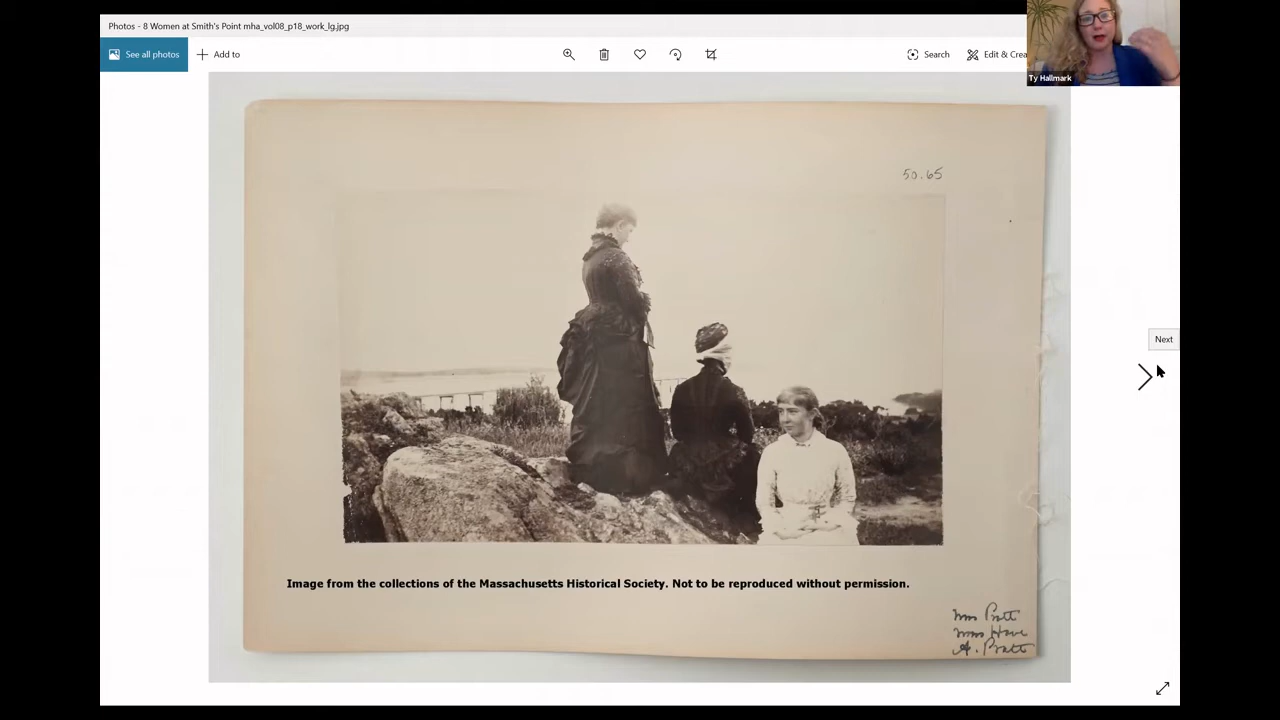 Photos - 8 Women at Smith's Point mha_vol08_p18_work_lg.jpg
See all photos
Add to
Search
Edit & Crea
Ty Hallmark
50.65
Next
Image from the collections of the Massachusetts Historical Society. Not to be reproduced without permission.
Mrs Pratt
Mrs
A. Pratt